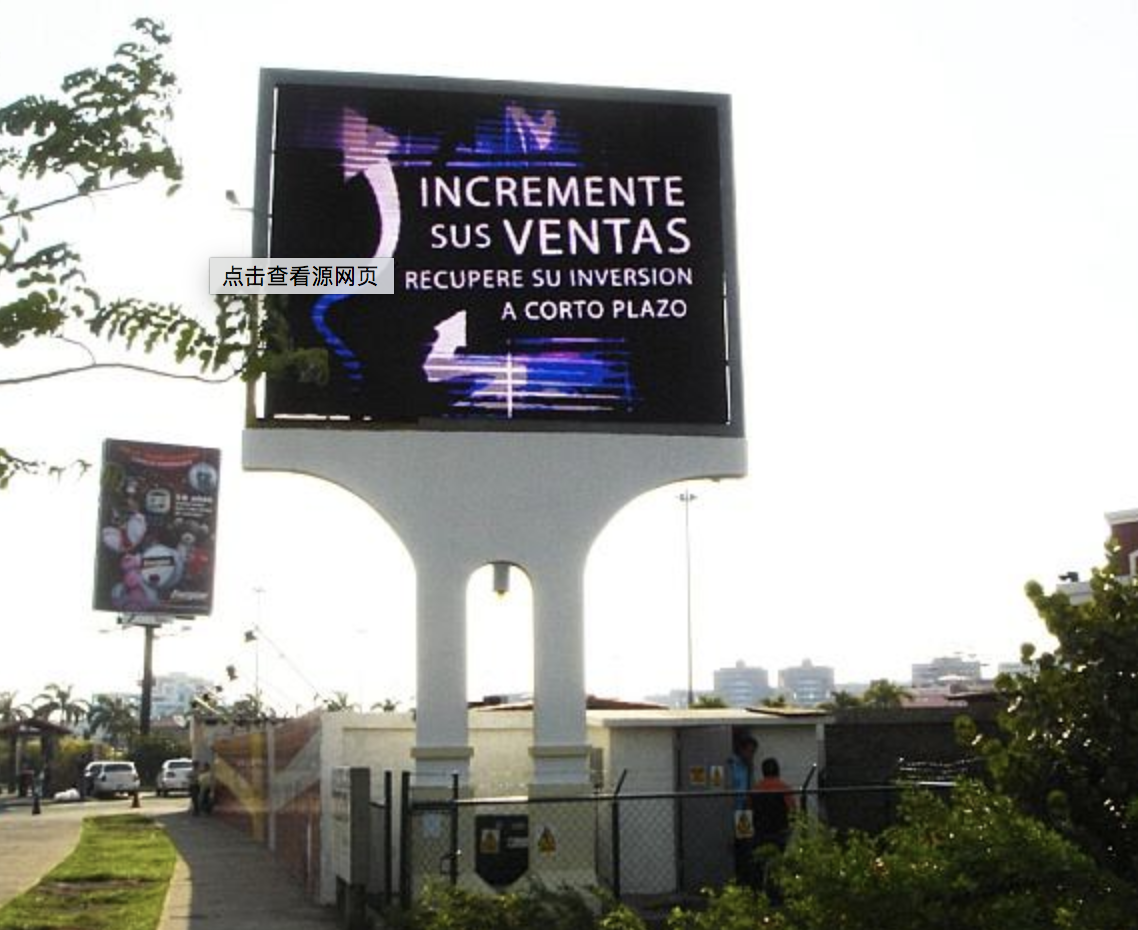 INCREMENTE
SUS VENTAS
点击查看源网页
RECUPERE SU INVERSION
A CORTO PLAZO